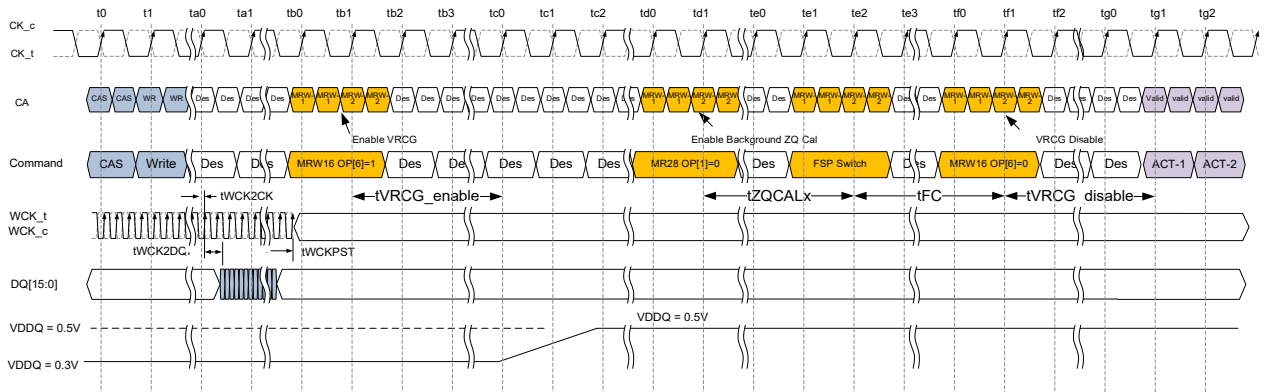 t0 t1 ta0 ta1 tb0 tb1 tb2 tb3 tc0 tc1 tc2 td0 td1 te0 te1 te2 te3 tf0 tf1 tf2 tg0 tg1 tg2
CK_c
CK_t
CA CAS CAS WR WR Des Des Des Des MRW-1 MRW-1 MRW-2 MRW-2 Des Des Des Des Des Des Des Des Des Des MRW-1 MRW-1 MRW-2 MRW-2 Des Des MRW-1 MRW-1 MRW-2 MRW-2 Des Des MRW-1 MRW-1 MRW-2 MRW-2 Des Des Des Des Valid valid valid valid
Enable VRCG Enable Background ZQ Cal VRCG Disable
Command CAS Write Des Des MRW16 OP[6]=1 Des Des Des Des Des MR28 OP[1]=0 Des FSP Switch Des MRW16 OP[6]=0 Des Des ACT-1 ACT-2
tWCK2CK tVRCG_enable tZQCALx tFC tVRCG_disable
WCK_t
WCK_c
tWCK2DQ tWCKPST
DQ[15:0]
VDDQ = 0.5V VDDQ = 0.5V
VDDQ = 0.3V